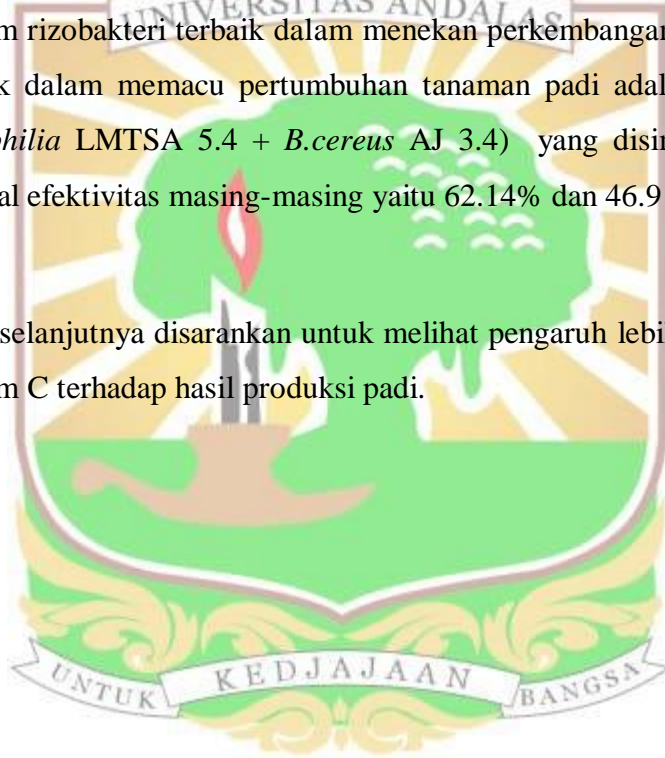 UNIVERSITAS ANDALAS
m rizobakteri terbaik dalam menekan perkembangan
k dalam memacu pertumbuhan tanaman padi adal
philia LMTSA 5.4 + B.cereus AJ 3.4) yang disin
al efektivitas masing-masing yaitu 62.14% dan 46.9
selanjutnya disarankan untuk melihat pengaruh lebi
m C terhadap hasil produksi padi.
UNTUK KEDJAJAAN BANGSA